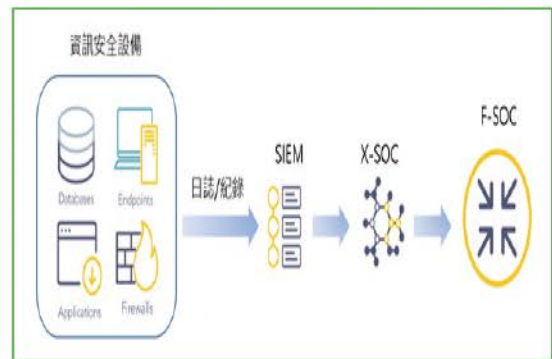 資訊安全設備
Databases
Endpoints
Applications
Firewalls
日誌/紀錄
SIEM
X-SOC
F-SOC